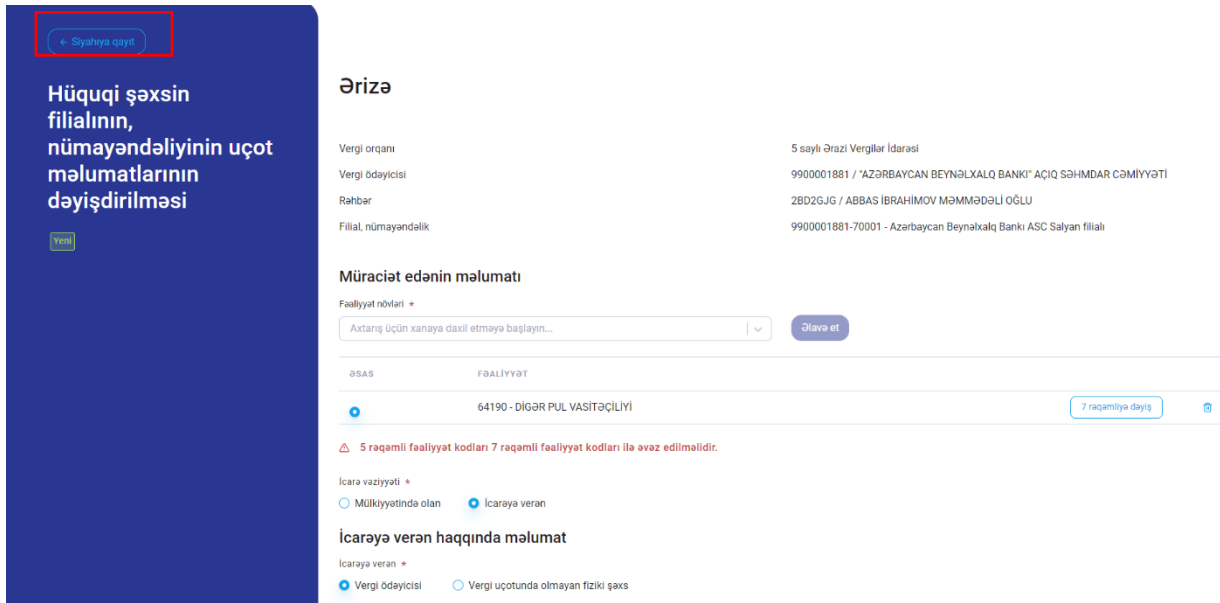 ← Siyahıya qayıt
Hüquqi şəxsin
filialının,
nümayəndəliyinin uçot
məlumatlarının
dəyişdirilməsi
Yeni
Ərizə
Vergi orqanı 5 saylı Ərazi Vergilər İdarəsi
Vergi ödəyicisi 9900001881 / "AZƏRBAYCAN BEYNƏLXALQ BANKI" AÇIQ SƏHMDAR CƏMİYYƏTİ
Rəhbər 2BD2GJG / ABBAS İBRAHİMOV MƏMMƏDƏLİ OĞLU
Filial, nümayəndəlik 9900001881-70001 - Azərbaycan Beynəlxalq Bankı ASC Salyan filialı
Müraciət edənin məlumatı
Fəaliyyət növləri *
Axtarış üçün xanaya daxil etməyə başlayın... Əlavə et
ƏSAS FƏALİYYƏT
64190 - DİGƏR PUL VASİTƏÇİLİYİ 7 rəqəmliyə dəyiş
5 rəqəmli fəaliyyət kodları 7 rəqəmli fəaliyyət kodları ilə əvəz edilməlidir.
İcarə vəziyyəti *
Mülkiyyətində olan İcarəyə verən
İcarəyə verən haqqında məlumat
İcarəyə verən *
Vergi ödəyicisi Vergi uçotunda olmayan fiziki şəxs